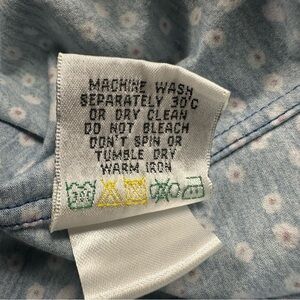 MACHINE WASH
SEPARATELY 30°C
OR DRY CLEAN
DO NOT BLEACH
DON'T SPIN OR
TUMBLE DRY
WARM IRON